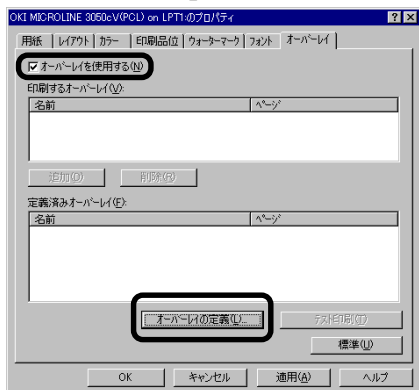 OKI MICROLINE 3050cV(PCL) on LPT1:のプロパティ
用紙 レイアウト カラー 印刷品位 ウォーターマーク フォント オーバーレイ
オーバーレイを使用する(N)
印刷するオーバーレイ(V):
名前 ページ
追加(O) 削除(R)
定義済みオーバーレイ(F):
名前 ページ
オーバーレイの定義(L)...
テスト印刷(T)
標準(U)
OK キャンセル 適用(A) ヘルプ